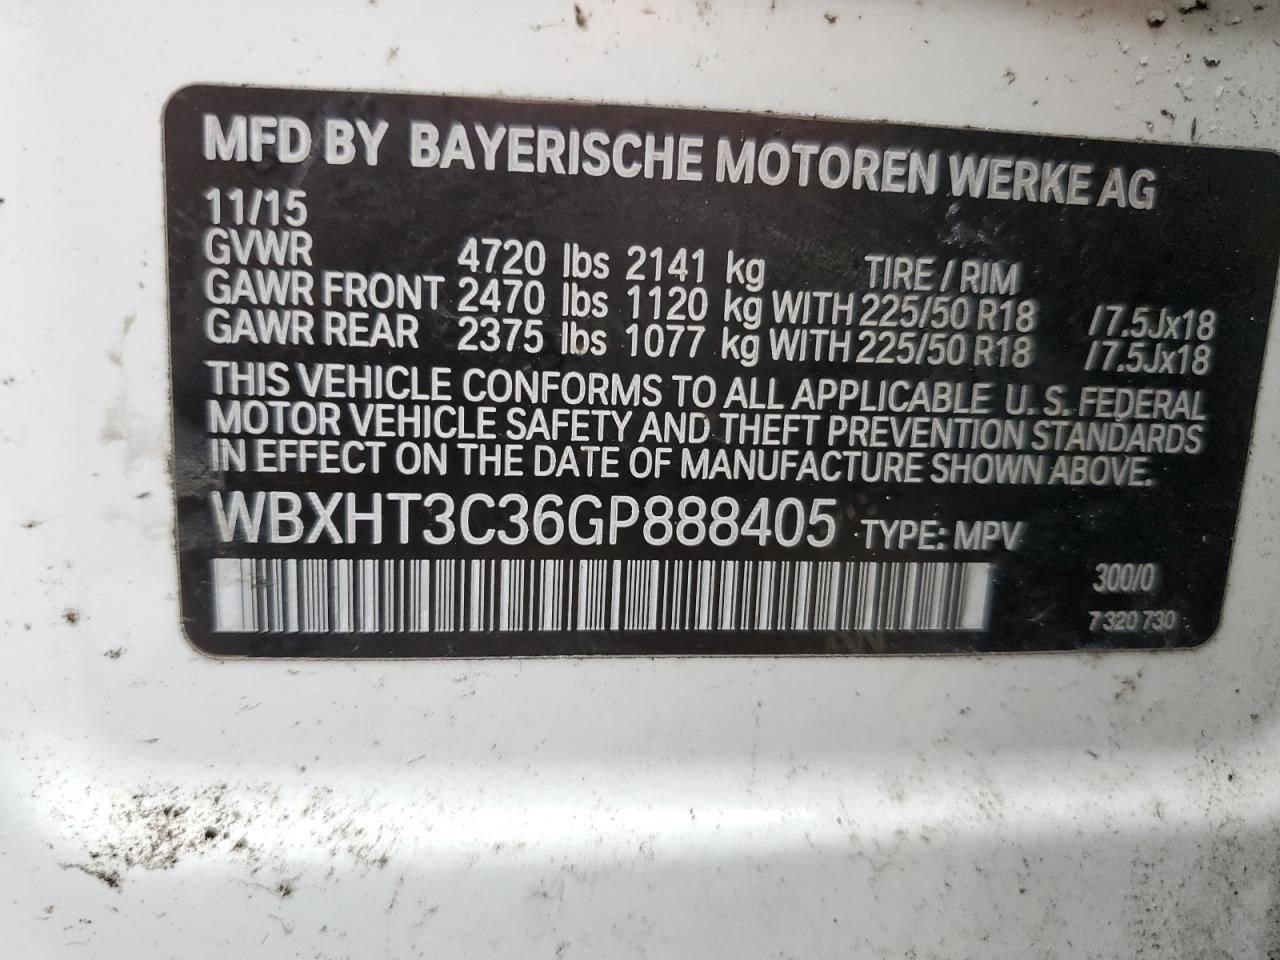 MFD BY BAYERISCHE MOTOREN WERKE AG
11/15
GVWR 4720 lbs 2141 kg TIRE / RIM
GAWR FRONT 2470 lbs 1120 kg WITH 225/50 R18 /7.5Jx18
GAWR REAR 2375 lbs 1077 kg WITH 225/50 R18 /7.5Jx18
THIS VEHICLE CONFORMS TO ALL APPLICABLE U.S. FEDERAL
MOTOR VEHICLE SAFETY AND THEFT PREVENTION STANDARDS
IN EFFECT ON THE DATE OF MANUFACTURE SHOWN ABOVE.
WBXHT3C36GP888405 TYPE: MPV
300/0
7 320 730